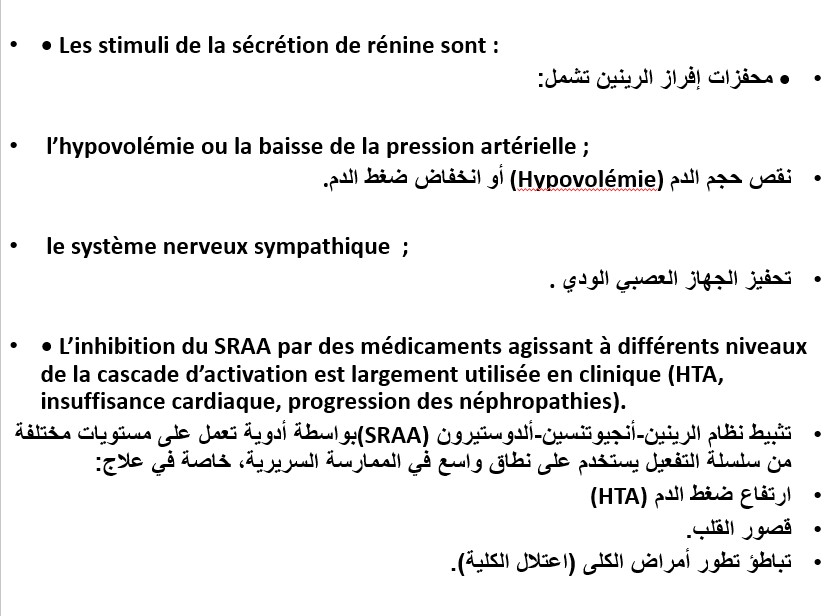 • • Les stimuli de la sécrétion de rénine sont :
• • محفزات إفراز الرينين تشمل:
• l’hypovolémie ou la baisse de la pression artérielle ;
• نقص حجم الدم (Hypovolémie) أو انخفاض ضغط الدم.
• le système nerveux sympathique ;
• تحفيز الجهاز العصبي الودي .
• • L’inhibition du SRAA par des médicaments agissant à différents niveaux
de la cascade d’activation est largement utilisée en clinique (HTA,
insuffisance cardiaque, progression des néphropathies).
• تثبيط نظام الرينين-أنجيوتنسين-ألدوستيرون (SRAA)بواسطة أدوية تعمل على مستويات مختلفة
من سلسلة التفعيل يستخدم على نطاق واسع في الممارسة السريرية، خاصة في علاج:
• ارتفاع ضغط الدم (HTA)
• قصور القلب.
• تباطؤ تطور أمراض الكلى (اعتلال الكلية).